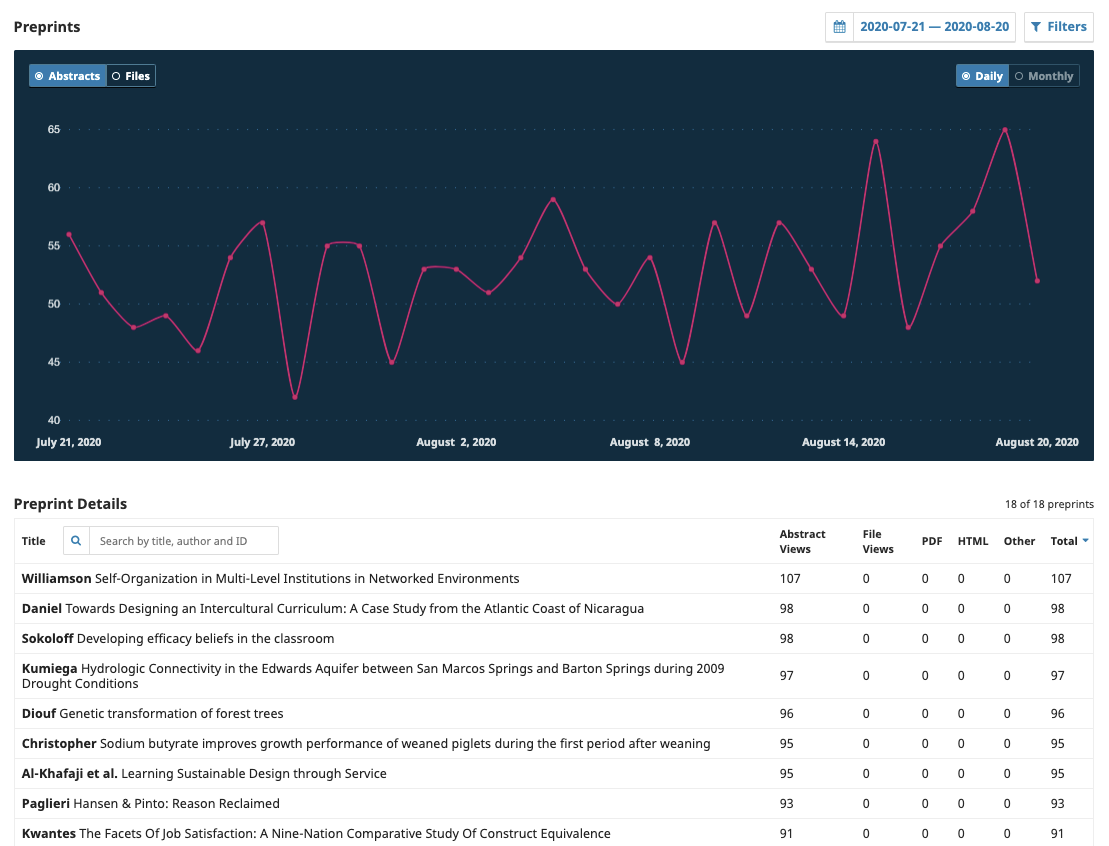 Preprints
2020-07-21 — 2020-08-20 Filters
Abstracts Files
Daily Monthly
65
60
55
50
45
40
July 21, 2020 July 27, 2020 August 2, 2020 August 8, 2020 August 14, 2020 August 20, 2020
Preprint Details 18 of 18 preprints
Title Search by title, author and ID Abstract Views File Views PDF HTML Other Total
Williamson Self-Organization in Multi-Level Institutions in Networked Environments 107 0 0 0 0 107
Daniel Towards Designing an Intercultural Curriculum: A Case Study from the Atlantic Coast of Nicaragua 98 0 0 0 0 98
Sokoloff Developing efficacy beliefs in the classroom 98 0 0 0 0 98
Kumiega Hydrologic Connectivity in the Edwards Aquifer between San Marcos Springs and Barton Springs during 2009
Drought Conditions 97 0 0 0 0 97
Diouf Genetic transformation of forest trees 96 0 0 0 0 96
Christopher Sodium butyrate improves growth performance of weaned piglets during the first period after weaning 95 0 0 0 0 95
Al-Khafaji et al. Learning Sustainable Design through Service 95 0 0 0 0 95
Paglieri Hansen & Pinto: Reason Reclaimed 93 0 0 0 0 93
Kwantes The Facets Of Job Satisfaction: A Nine-Nation Comparative Study Of Construct Equivalence 91 0 0 0 0 91